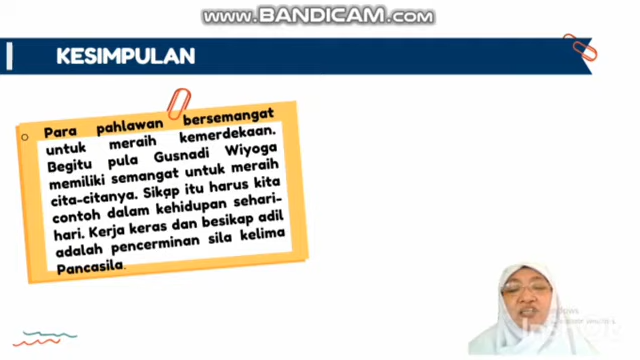 www.BANDICAM.com
KESIMPULAN
Para pahlawan bersemangat
untuk meraih kemerdekaan.
Begitu pula Gusnadi Wiyoga
memiliki semangat untuk meraih
cita-citanya. Sikap itu harus kita
contoh dalam kehidupan sehari-
hari. Kerja keras dan besikap adil
adalah pencerminan sila kelima
Pancasila.
InShot